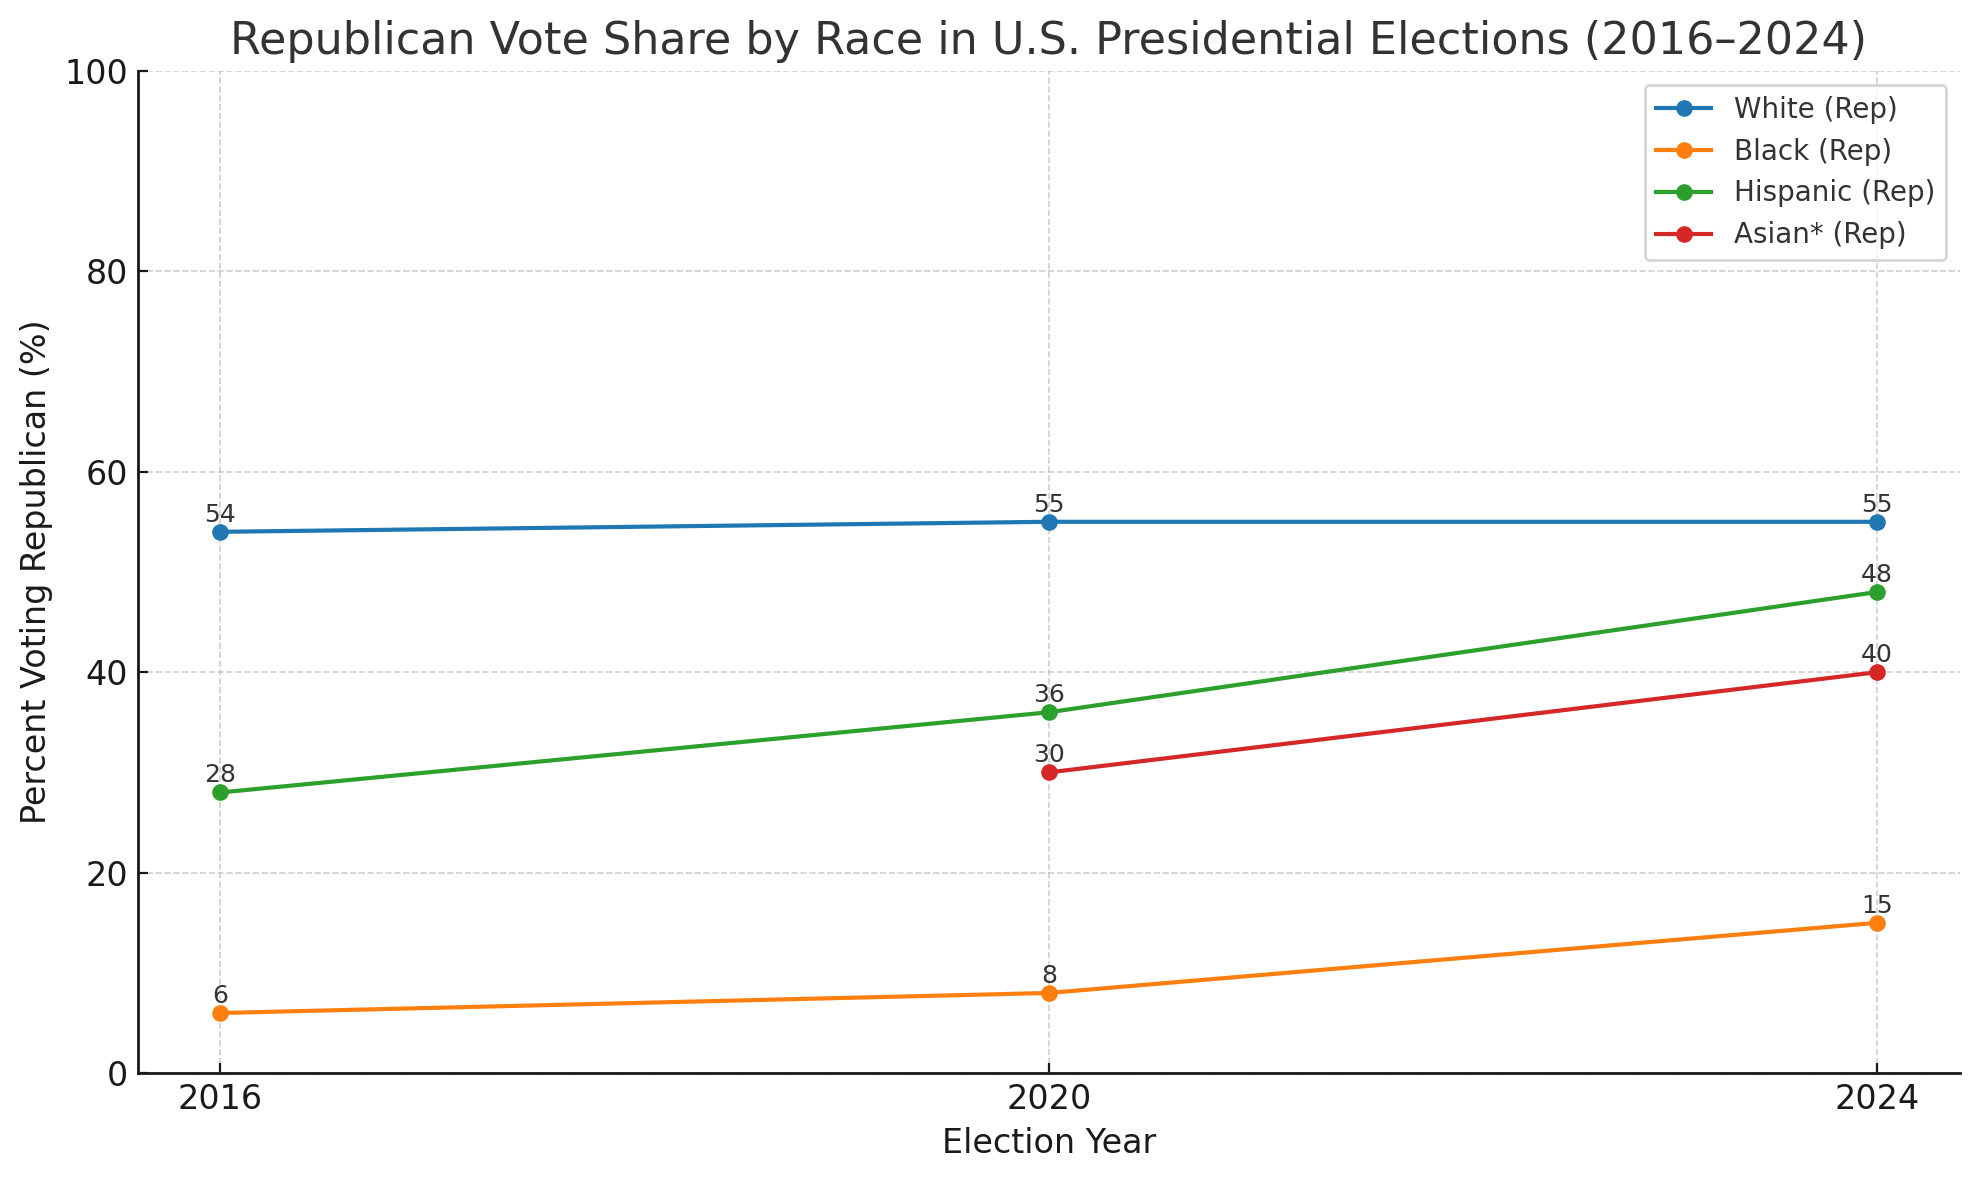 Republican Vote Share by Race in U.S. Presidential Elections (2016–2024)
100
80
60
40
20
0
Percent Voting Republican (%)
White (Rep)
Black (Rep)
Hispanic (Rep)
Asian* (Rep)
54
55
55
28
36
48
30
40
6
8
15
2016
2020
2024
Election Year